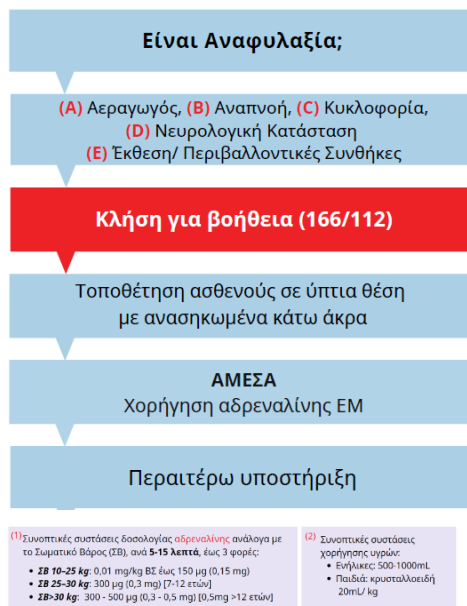 Είναι Αναφυλαξία;
(A) Αεραγωγός, (B) Αναπνοή, (C) Κυκλοφορία,
(D) Νευρολογική Κατάσταση
(E) Έκθεση/ Περιβαλλοντικές Συνθήκες
Κλήση για βοήθεια (166/112)
Τοποθέτηση ασθενούς σε ύπτια θέση
με ανασηκωμένα κάτω άκρα
ΑΜΕΣΑ
Χορήγηση αδρεναλίνης ΕΜ
Περαιτέρω υποστήριξη
(1) Συνοπτικές συστάσεις δοσολογίας αδρεναλίνης ανάλογα με
το Σωματικό Βάρος (ΣΒ), ανά 5-15 λεπτά, έως 3 φορές:
• ΣΒ 10–25 kg: 0,01 mg/kg ΒΣ έως 150 μg (0,15 mg)
• ΣΒ 25–30 kg: 300 μg (0,3 mg) [7-12 ετών]
• ΣΒ>30 kg: 300 - 500 μg (0,3 - 0,5 mg) [0,5mg >12 ετών]
(2) Συνοπτικές συστάσεις
χορήγησης υγρών:
• Ενήλικες: 500-1000mL
• Παιδιά: κρυσταλλοειδή
20mL/ kg